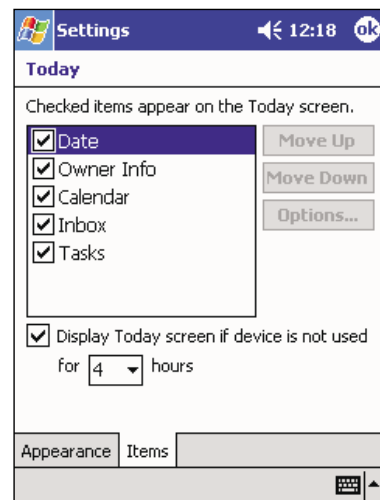 Settings 12:18 ok
Today
Checked items appear on the Today screen.
Date
Owner Info
Calendar
Inbox
Tasks
Move Up
Move Down
Options...
Display Today screen if device is not used
for 4 hours
Appearance Items